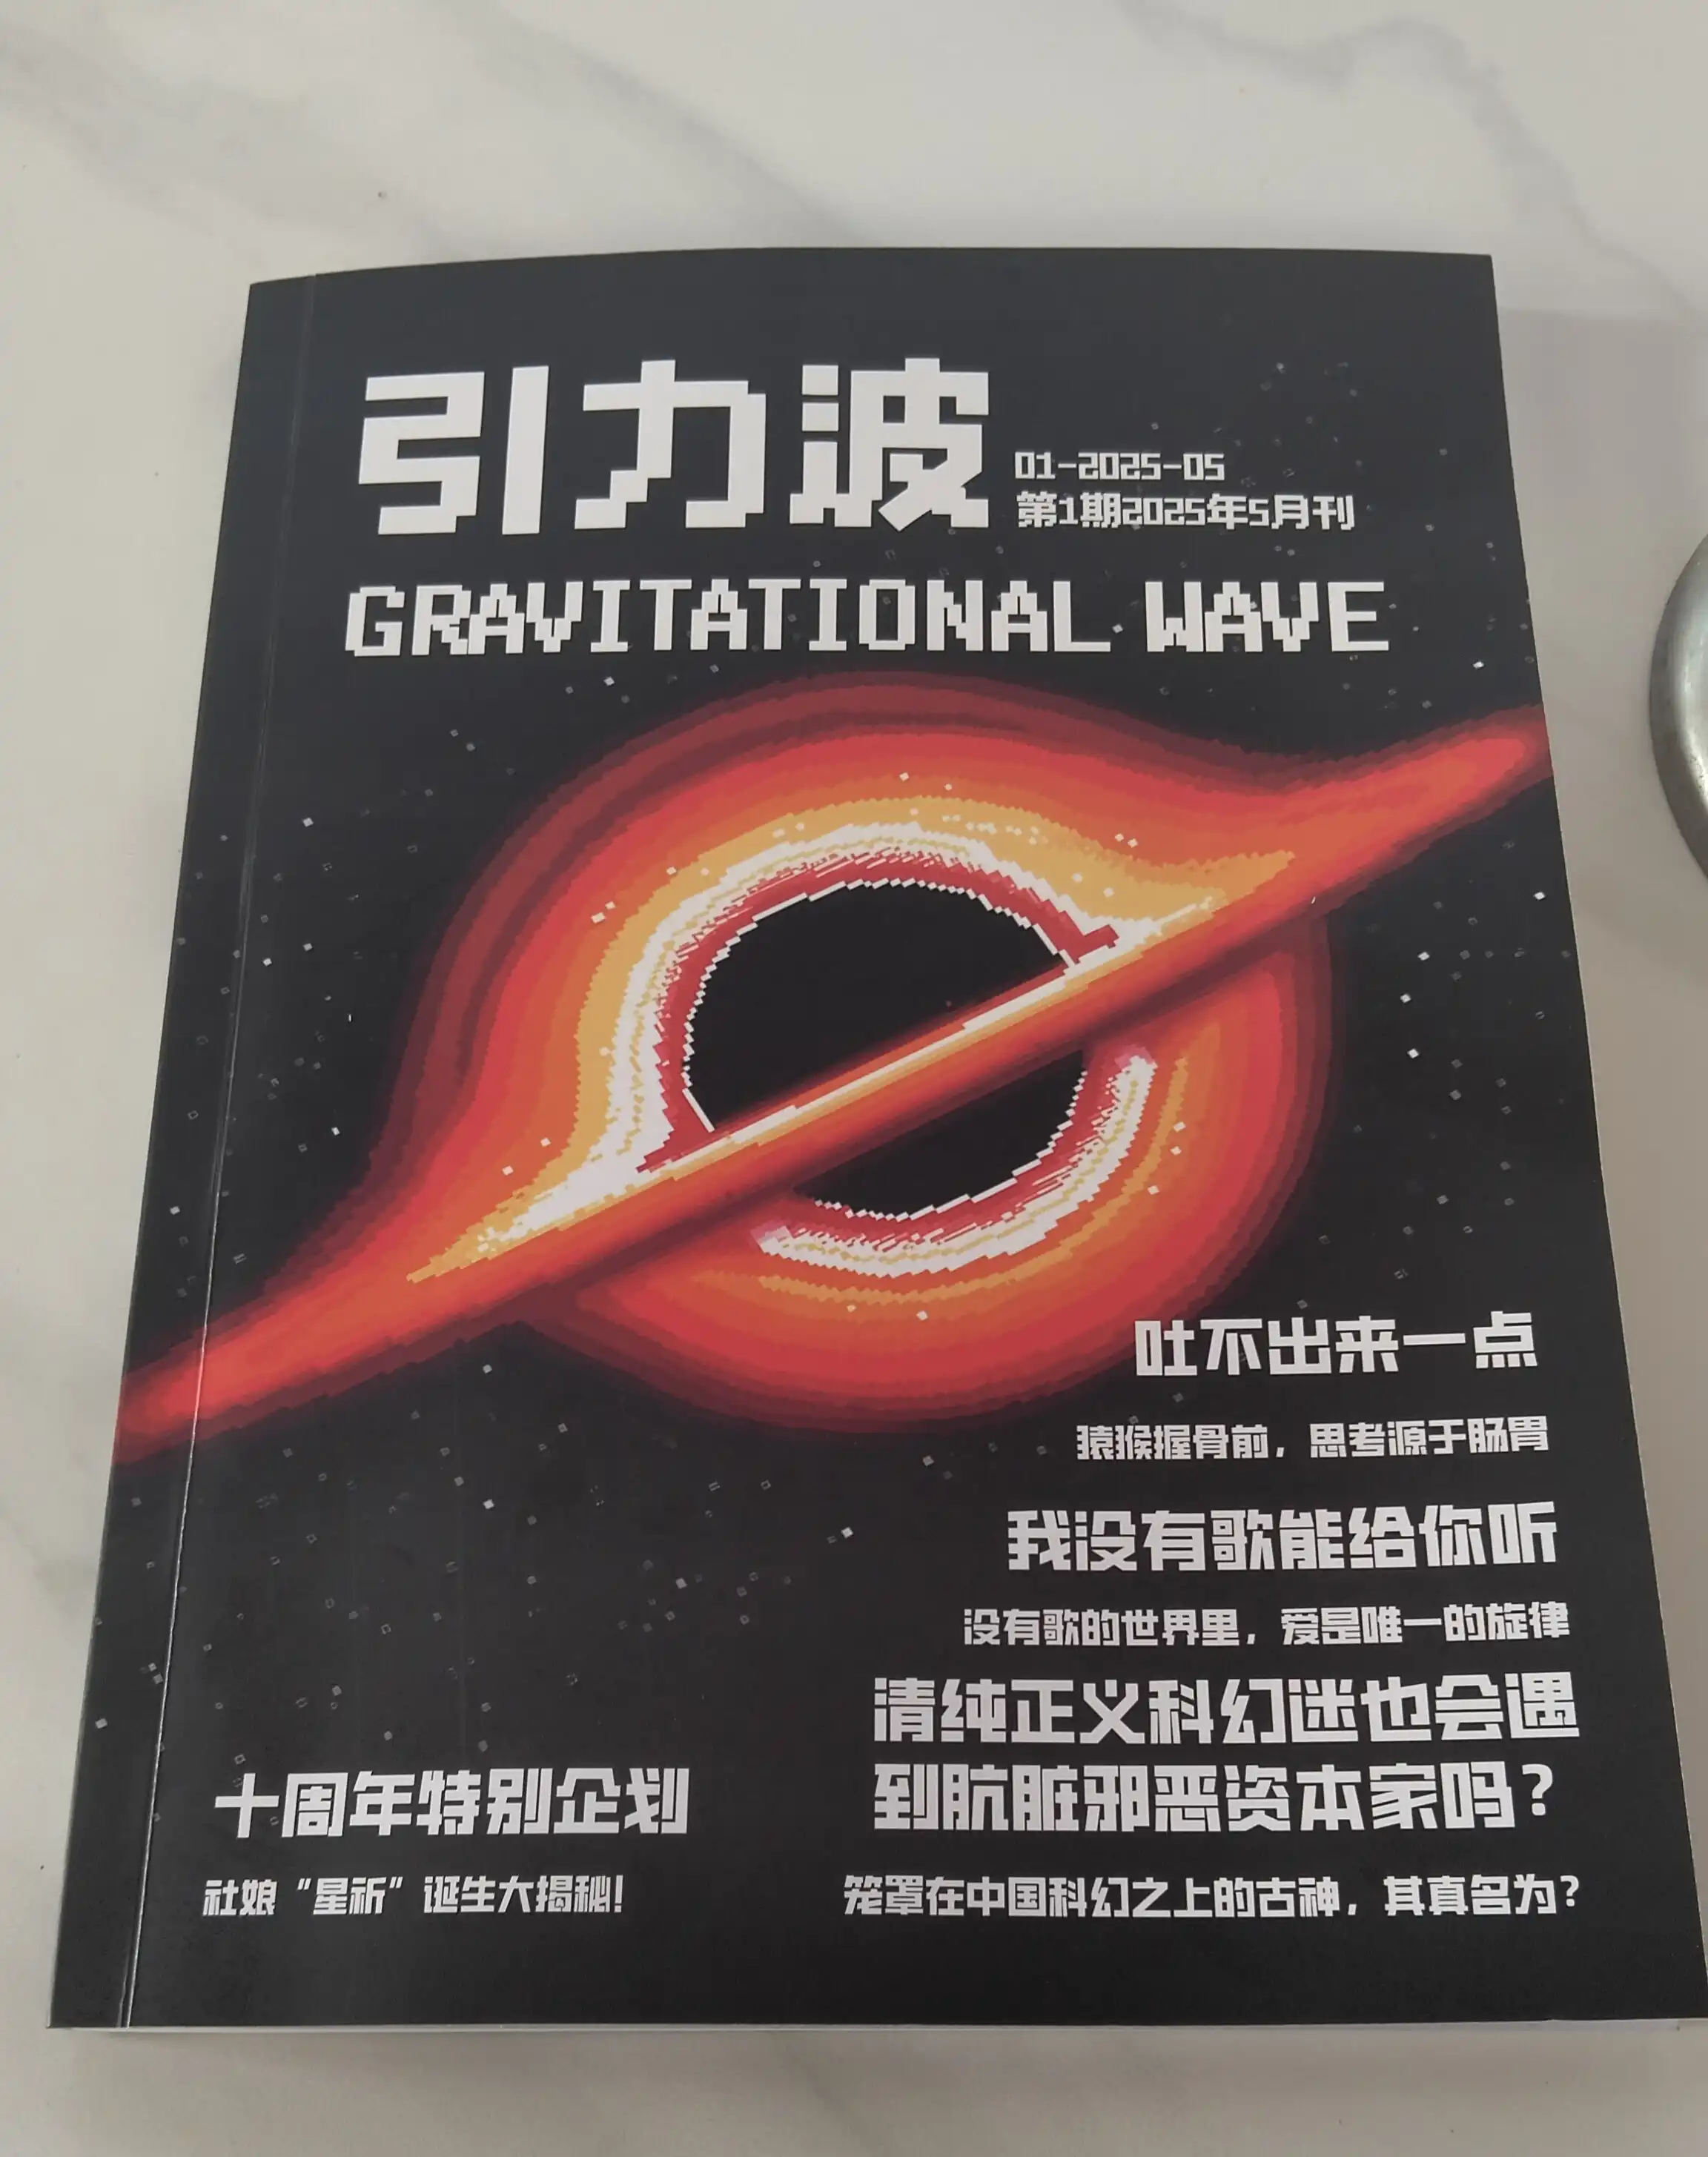 引力波
01-2025-05
第1期2025年5月刊
GRAVITATIONAL WAVE
吐不出来一点
猿猴握骨前，思考源于肠胃
我没有歌能给你听
没有歌的世界里，爱是唯一的旋律
清纯正义科幻迷也会遇
到肮脏邪恶资本家吗？
笼罩在中国科幻之上的古神，其真名为？
十周年特别企划
社娘“星祈”诞生大揭秘！